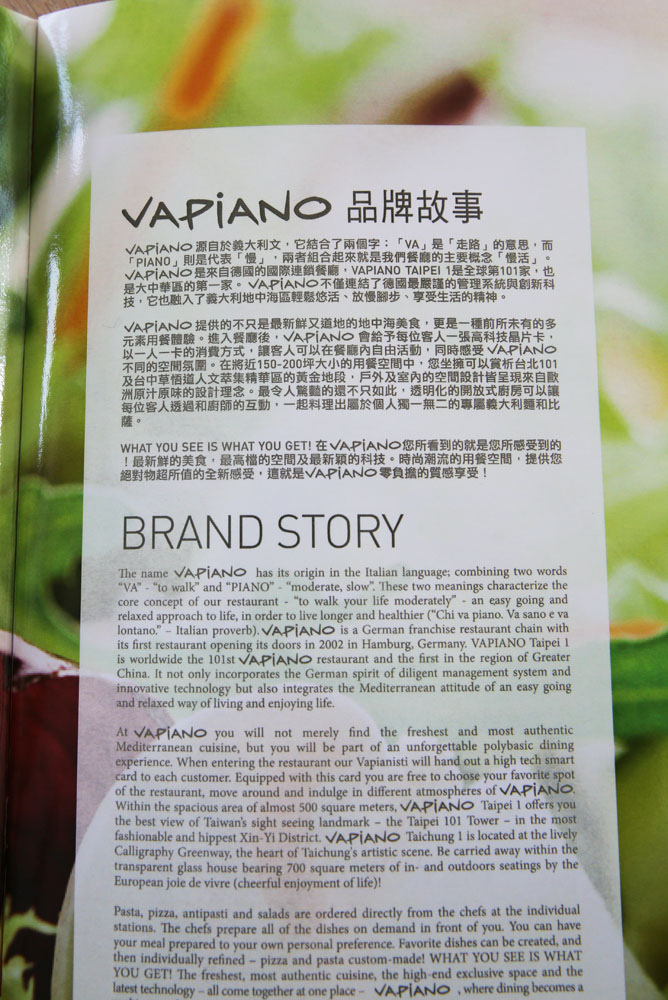 VAPIANO 品牌故事
VAPIANO 源自於義大利文，它結合了兩個字：「VA」是「走路」的意思，而
「PIANO」則是代表「慢」，兩者組合起來就是我們餐廳的主要概念「慢活」。
VAPIANO是來自德國的國際連鎖餐廳，VAPIANO TAIPEI 1是全球第101家，也
是大中華區的第一家。VAPIANO不僅連結了德國最嚴謹的管理系統與創新科
技，它也融入了義大利地中海區輕鬆悠活、放慢腳步、享受生活的精神。
VAPIANO 提供的不只是最新鮮又道地的地中海美食，更是一種前所未有的多
元素用餐體驗。進入餐廳後，VAPIANO 會給予每位客人一張高科技晶片卡，
以一人一卡的消費方式，讓客人可以在餐廳內自由活動，同時感受 VAPIANO
不同的空間氛圍。在將近150-200坪大小的用餐空間中，您坐擁可以賞析台北101
及台中草悟道人文萃集精華區的黃金地段，戶外及室內的空間設計皆呈現來自歐
洲原汁原味的設計理念。最令人驚豔的還不只如此，透明化的開放式廚房可以讓
每位客人透過和廚師的互動，一起料理出屬於個人獨一無二的專屬義大利麵和比
薩。
WHAT YOU SEE IS WHAT YOU GET! 在VAPIANO您所看到的就是您所感受到的
！最新鮮的美食，最高檔的空間及最新穎的科技。時尚潮流的用餐空間，提供您
絕對物超所值的全新感受，這就是VAPIANO零負擔的質感享受！
BRAND STORY
The name VAPIANO has its origin in the Italian language; combining two words
“VA” - “to walk” and “PIANO” - “moderate, slow”. These two meanings characterize the
core concept of our restaurant - “to walk your life moderately” - an easy going and
relaxed approach to life, in order to live longer and healthier (“Chi va piano. Va sano e va
lontano.” – Italian proverb). VAPIANO is a German franchise restaurant chain with
its first restaurant opening its doors in 2002 in Hamburg, Germany. VAPIANO Taipei 1
is worldwide the 101st VAPIANO restaurant and the first in the region of Greater
China. It not only incorporates the German spirit of diligent management system and
innovative technology but also integrates the Mediterranean attitude of an easy going
and relaxed way of living and enjoying life.
At VAPIANO you will not merely find the freshest and most authentic
Mediterranean cuisine, but you will be part of an unforgettable polybasic dining
experience. When entering the restaurant our Vapianisti will hand out a high tech smart
card to each customer. Equipped with this card you are free to choose your favorite spot
of the restaurant, move around and indulge in different atmospheres of VAPIANO.
Within the spacious area of almost 500 square meters, VAPIANO Taipei 1 offers you
the best view of Taiwan’s sight seeing landmark – the Taipei 101 Tower – in the most
fashionable and hippest Xin-Yi District. VAPIANO Taichung 1 is located at the lively
Calligraphy Greenway, the heart of Taichung’s artistic scene. Be carried away within the
transparent glass house bearing 700 square meters of in- and outdoors seatings by the
European joie de vivre (cheerful enjoyment of life)!
Pasta, pizza, antipasti and salads are ordered directly from the chefs at the individual
stations. The chefs prepare all of the dishes on demand in front of you. You can have
your meal prepared to your own personal preference. Favorite dishes can be created, and
then individually refined – pizza and pasta custom-made! WHAT YOU SEE IS WHAT
YOU GET! The freshest, most authentic cuisine, the high-end exclusive space and the
latest technology – all come together at one place – VAPIANO , where dining becomes a